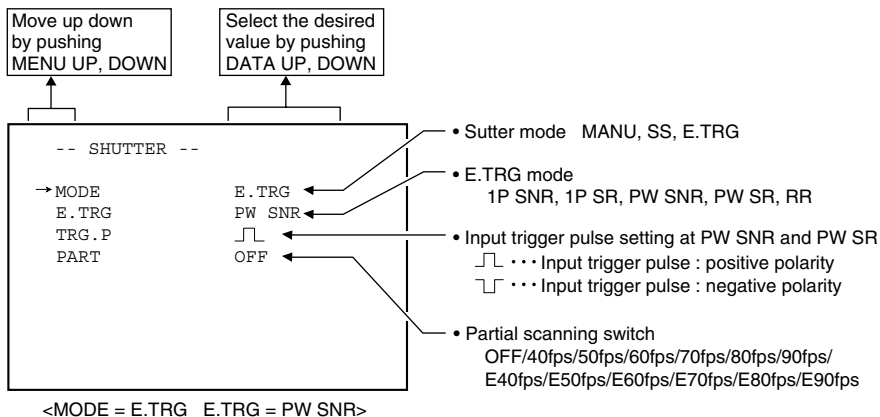 Move up down
by pushing
MENU UP, DOWN
Select the desired
value by pushing
DATA UP, DOWN
-- SHUTTER --
→MODE E.TRG
E.TRG PW SNR
TRG.P
PART OFF
• Sutter mode MANU, SS, E.TRG
• E.TRG mode
1P SNR, 1P SR, PW SNR, PW SR, RR
• Input trigger pulse setting at PW SNR and PW SR
··· Input trigger pulse : positive polarity
··· Input trigger pulse : negative polarity
• Partial scanning switch
OFF/40fps/50fps/60fps/70fps/80fps/90fps/
E40fps/E50fps/E60fps/E70fps/E80fps/E90fps
<MODE = E.TRG E.TRG = PW SNR>